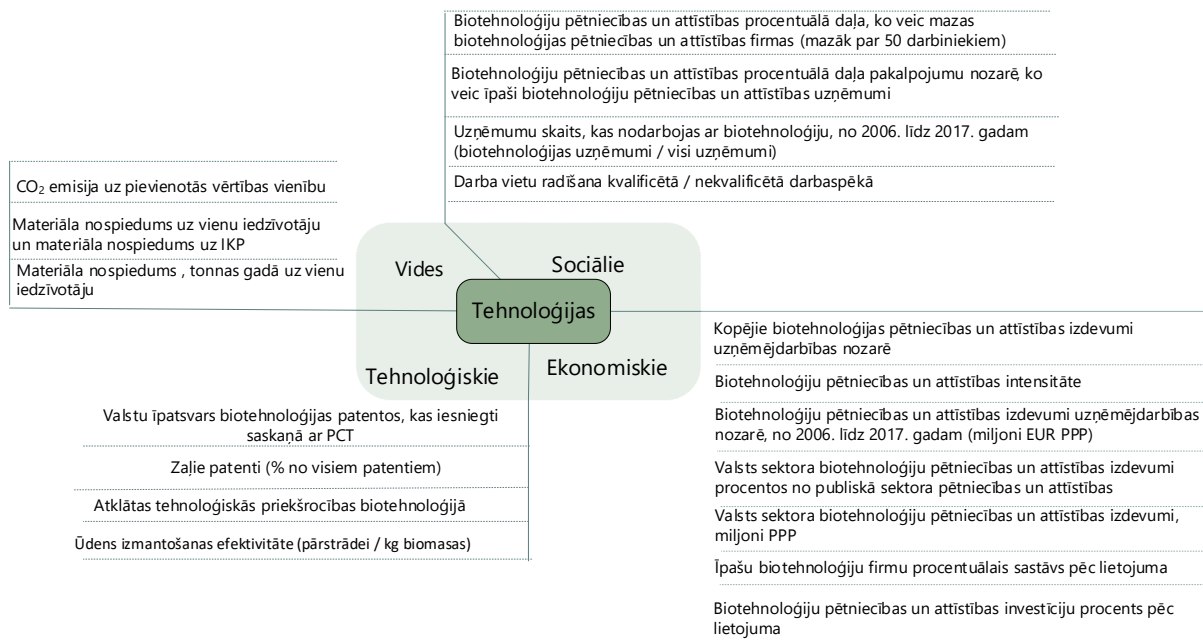 Biotehnoloģiju pētniecības un attīstības procentuālā daļa, ko veic mazas
biotehnoloģijas pētniecības un attīstības firmas (mazāk par 50 darbiniekiem)
Biotehnoloģiju pētniecības un attīstības procentuālā daļa pakalpojumu nozarē, ko
veic īpaši biotehnoloģiju pētniecības un attīstības uzņēmumi
Uzņēmumu skaits, kas nodarbojas ar biotehnoloģiju, no 2006. līdz 2017. gadam
(biotehnoloģijas uzņēmumi / visi uzņēmumi)
Darba vietu radīšana kvalificētā / nekvalificētā darbaspēkā
CO₂ emisija uz pievienotās vērtības vienību
Materiāla nospiedums uz vienu iedzīvotāju
un materiāla nospiedums uz IKP
Materiāla nospiedums , tonnas gadā uz vienu
iedzīvotāju
Vides
Sociālie
Tehnoloģijas
Tehnoloģiskie
Ekonomiskie
Valstu īpatsvars biotehnoloģijas patentos, kas iesniegti
saskaņā ar PCT
Zaļie patenti (% no visiem patentiem)
Atklātas tehnoloģiskās priekšrocības biotehnoloģijā
Ūdens izmantošanas efektivitāte (pārstrādei / kg biomasas)
Kopējie biotehnoloģijas pētniecības un attīstības izdevumi
uzņēmējdarbības nozarē
Biotehnoloģiju pētniecības un attīstības intensitāte
Biotehnoloģiju pētniecības un attīstības izdevumi uzņēmējdarbības
nozarē, no 2006. līdz 2017. gadam (miljoni EUR PPP)
Valsts sektora biotehnoloģiju pētniecības un attīstības izdevumi
procentos no publiskā sektora pētniecības un attīstības
Valsts sektora biotehnoloģiju pētniecības un attīstības izdevumi,
miljoni PPP
Īpašu biotehnoloģiju firmu procentuālais sastāvs pēc lietojuma
Biotehnoloģiju pētniecības un attīstības investīciju procents pēc
lietojuma